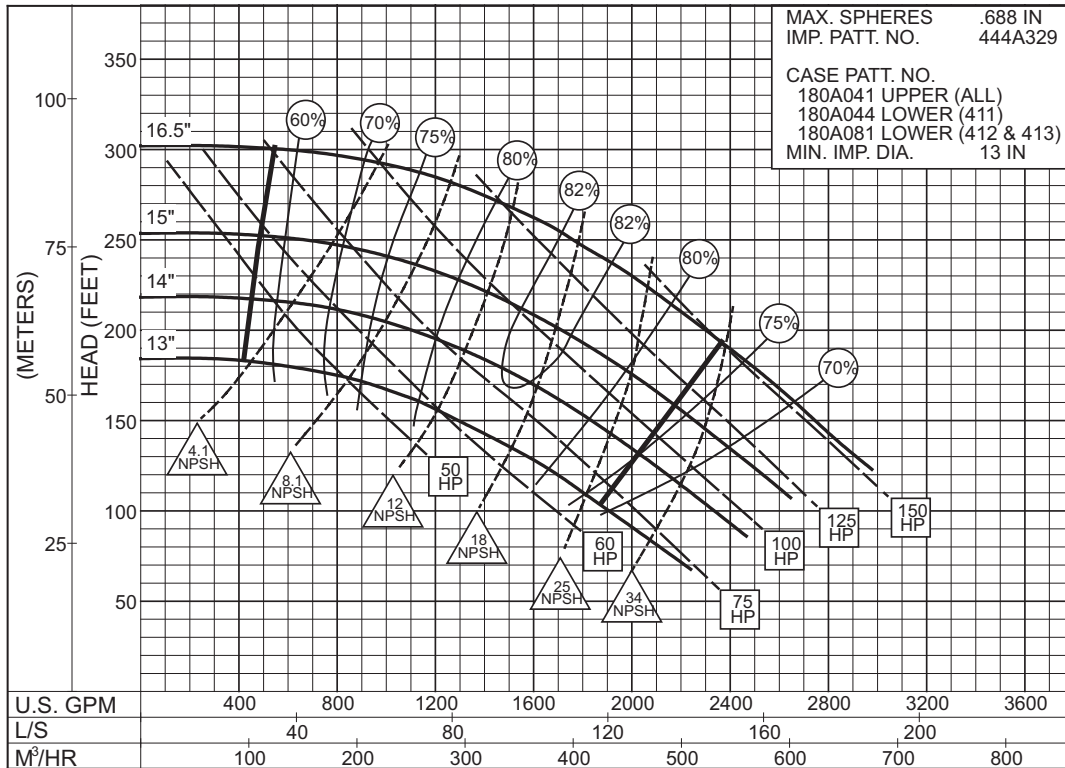 MAX. SPHERES .688 IN
IMP. PATT. NO. 444A329
CASE PATT. NO.
180A041 UPPER (ALL)
180A044 LOWER (411)
180A081 LOWER (412 & 413)
MIN. IMP. DIA. 13 IN
(METERS)
100
75
50
25
HEAD (FEET)
350
300
250
200
150
100
50
16.5"
15"
14"
13"
60%
70%
75%
80%
82%
82%
80%
75%
70%
4.1
NPSH
8.1
NPSH
12
NPSH
18
NPSH
25
NPSH
34
NPSH
50
HP
60
HP
75
HP
100
HP
125
HP
150
HP
U.S. GPM 400 800 1200 1600 2000 2400 2800 3200 3600
L/S 40 80 120 160 200
M³/HR 100 200 300 400 500 600 700 800